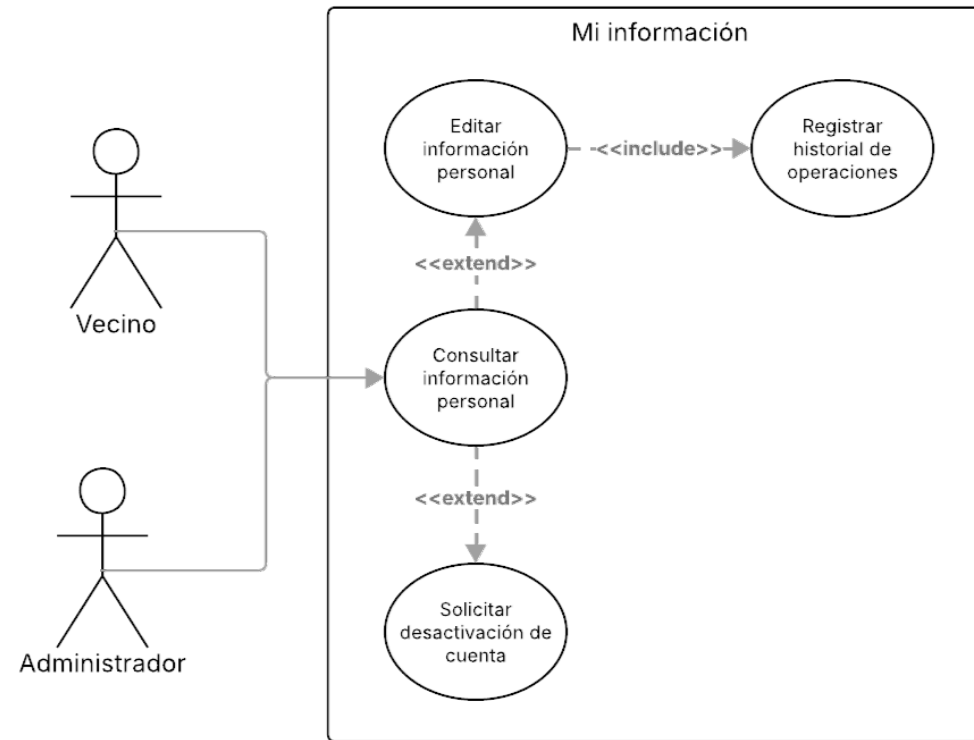 Mi información
Editar
información
personal
<<include>>
Registrar
historial de
operaciones
<<extend>>
Vecino
Consultar
información
personal
<<extend>>
Solicitar
desactivación de
cuenta
Administrador